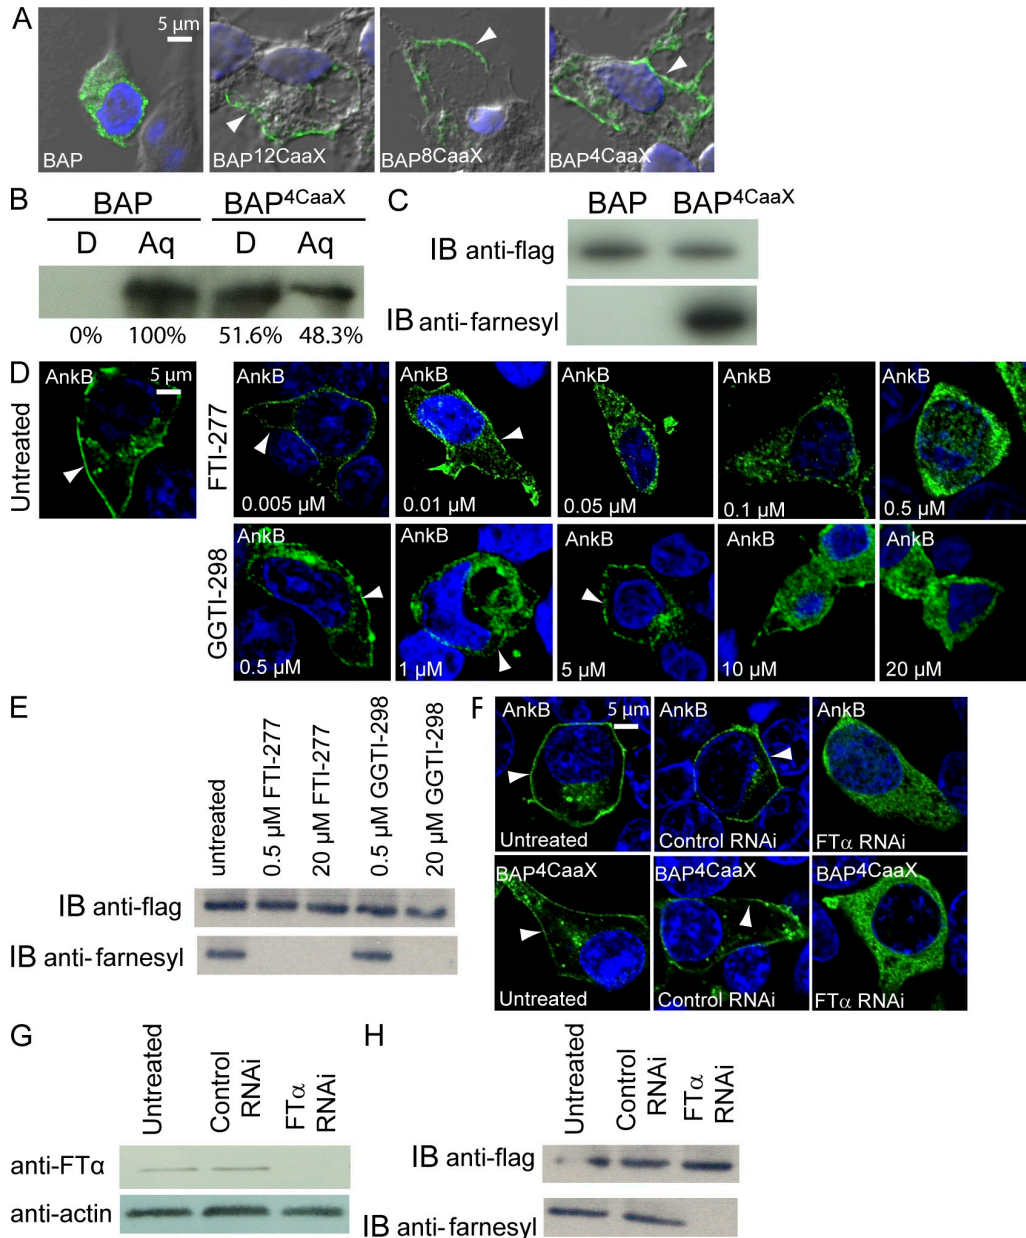 A
5 µm
BAP
BAP12CaaX
BAP8CaaX
BAP4CaaX
B
BAP
BAP4CaaX
D
Aq
D
Aq
0%
100%
51.6%
48.3%
C
BAP
BAP4CaaX
IB anti-flag
IB anti-farnesyl
D
Untreated
AnkB
5 µm
FTI-277
AnkB
0.005 µM
AnkB
0.01 µM
AnkB
0.05 µM
AnkB
0.1 µM
AnkB
0.5 µM
GGTI-298
AnkB
0.5 µM
AnkB
1 µM
AnkB
5 µM
AnkB
10 µM
AnkB
20 µM
E
untreated
0.5 µM FTI-277
20 µM FTI-277
0.5 µM GGTI-298
20 µM GGTI-298
IB anti-flag
IB anti-farnesyl
F
AnkB
5 µm
Untreated
AnkB
Control RNAi
AnkB
FTα RNAi
BAP4CaaX
Untreated
BAP4CaaX
Control RNAi
BAP4CaaX
FTα RNAi
G
Untreated
Control
RNAi
FTα
RNAi
anti-FTα
anti-actin
H
Untreated
Control
RNAi
FTα
RNAi
IB anti-flag
IB anti-farnesyl